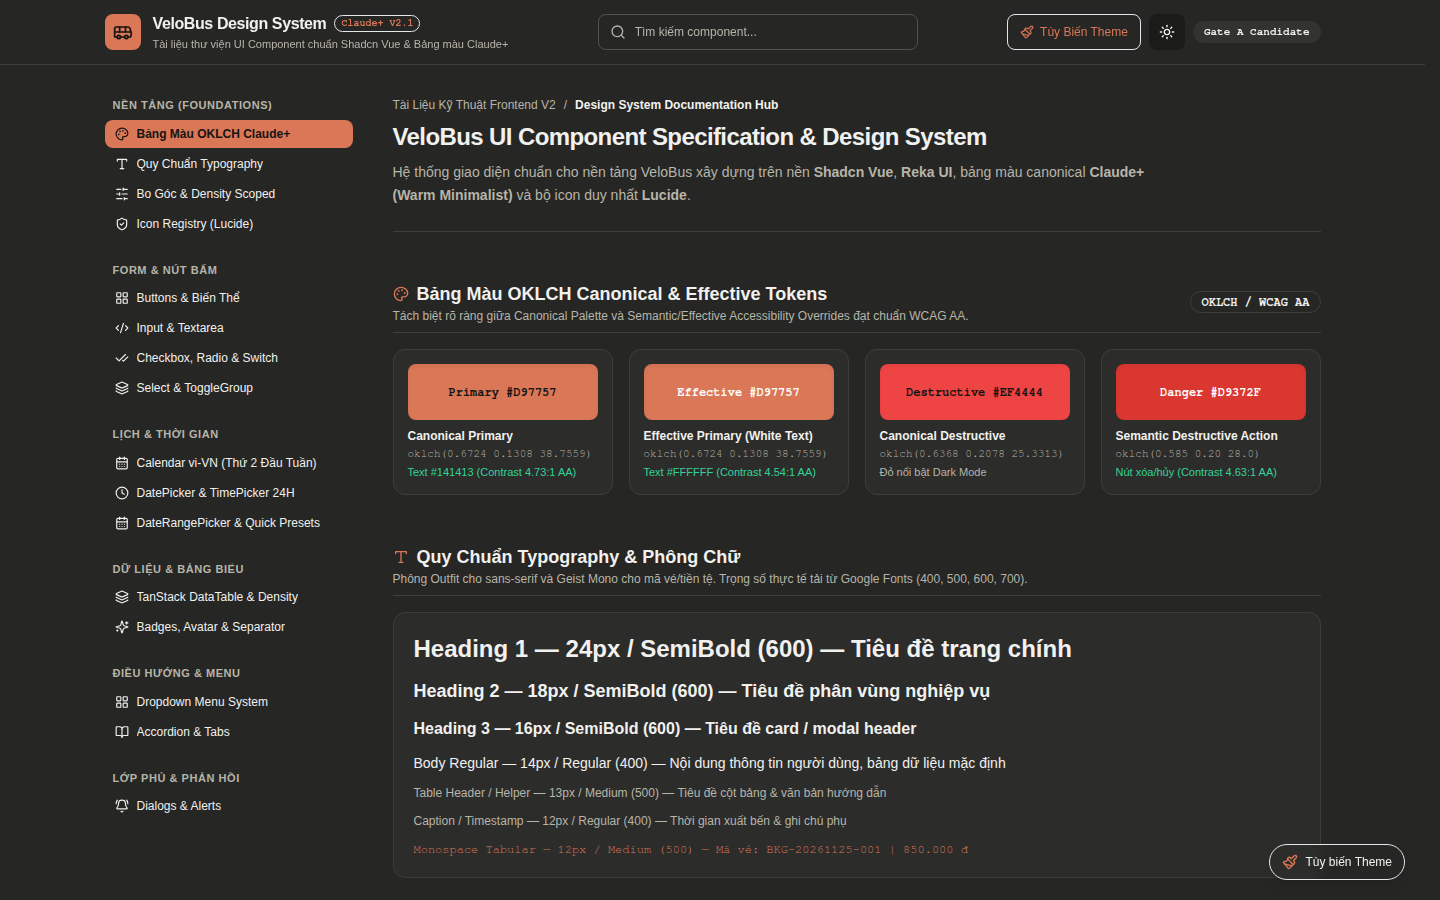 VeloBus Design System
Claude+ V2.1
Tài liệu thư viện UI Component chuẩn Shadcn Vue & Bảng màu Claude+
Tìm kiếm component...
Tùy Biến Theme
Gate A Candidate
NỀN TẢNG (FOUNDATIONS)
Bảng Màu OKLCH Claude+
Quy Chuẩn Typography
Bo Góc & Density Scoped
Icon Registry (Lucide)
FORM & NÚT BẤM
Buttons & Biến Thể
Input & Textarea
Checkbox, Radio & Switch
Select & ToggleGroup
LỊCH & THỜI GIAN
Calendar vi-VN (Thứ 2 Đầu Tuần)
DatePicker & TimePicker 24H
DateRangePicker & Quick Presets
DỮ LIỆU & BẢNG BIỂU
TanStack DataTable & Density
Badges, Avatar & Separator
ĐIỀU HƯỚNG & MENU
Dropdown Menu System
Accordion & Tabs
LỚP PHỦ & PHẢN HỒI
Dialogs & Alerts
Tài Liệu Kỹ Thuật Frontend V2 / Design System Documentation Hub
VeloBus UI Component Specification & Design System
Hệ thống giao diện chuẩn cho nền tảng VeloBus xây dựng trên nền Shadcn Vue, Reka UI, bảng màu canonical Claude+
(Warm Minimalist) và bộ icon duy nhất Lucide.
Bảng Màu OKLCH Canonical & Effective Tokens
Tách biệt rõ ràng giữa Canonical Palette và Semantic/Effective Accessibility Overrides đạt chuẩn WCAG AA.
OKLCH / WCAG AA
Primary #D97757
Canonical Primary
oklch(0.6724 0.1308 38.7559)
Text #141413 (Contrast 4.73:1 AA)
Effective #D97757
Effective Primary (White Text)
oklch(0.6724 0.1308 38.7559)
Text #FFFFFF (Contrast 4.54:1 AA)
Destructive #EF4444
Canonical Destructive
oklch(0.6368 0.2078 25.3313)
Đỏ nổi bật Dark Mode
Danger #D9372F
Semantic Destructive Action
oklch(0.585 0.20 28.0)
Nút xóa/hủy (Contrast 4.63:1 AA)
Quy Chuẩn Typography & Phông Chữ
Phông Outfit cho sans-serif và Geist Mono cho mã vé/tiền tệ. Trọng số thực tế tải từ Google Fonts (400, 500, 600, 700).
Heading 1 — 24px / SemiBold (600) — Tiêu đề trang chính
Heading 2 — 18px / SemiBold (600) — Tiêu đề phân vùng nghiệp vụ
Heading 3 — 16px / SemiBold (600) — Tiêu đề card / modal header
Body Regular — 14px / Regular (400) — Nội dung thông tin người dùng, bảng dữ liệu mặc định
Table Header / Helper — 13px / Medium (500) — Tiêu đề cột bảng & văn bản hướng dẫn
Caption / Timestamp — 12px / Regular (400) — Thời gian xuất bến & ghi chú phụ
Monospace Tabular — 12px / Medium (500) — Mã vé: BKG-20261125-001 | 850.000 đ
Tùy biến Theme